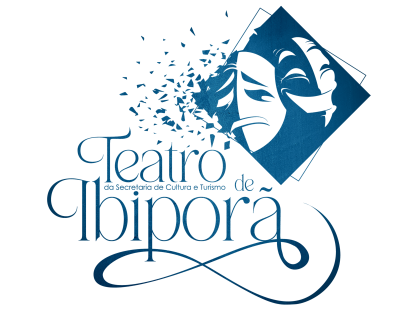 Teatro
da Secretaria de Cultura e Turismo
de
Ibiporã